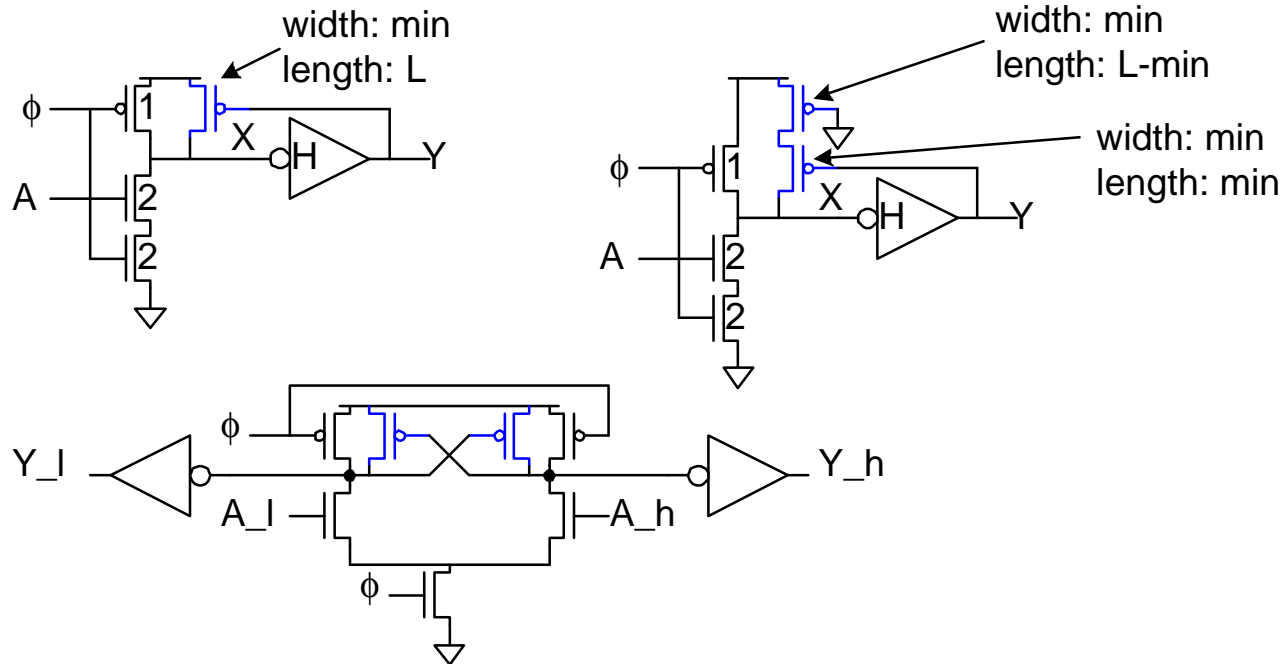 width: min
length: L
ϕ
1
X
H
Y
A
2
2
width: min
length: L-min
width: min
length: min
ϕ
1
X
H
Y
A
2
2
ϕ
Y_l
Y_h
A_l
A_h
ϕ